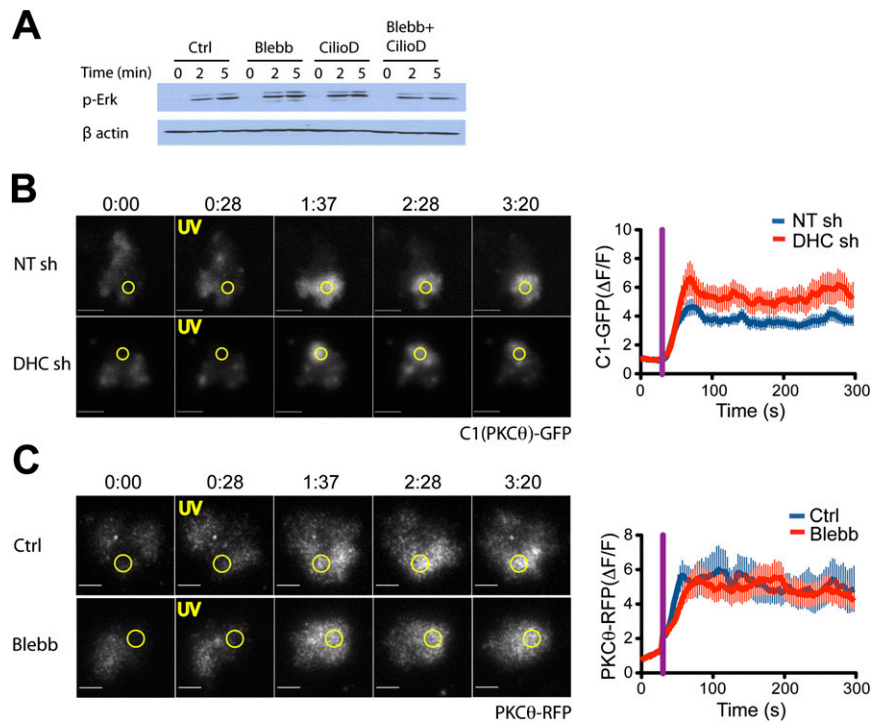 A
Ctrl Blebb CilioD Blebb+ CilioD
Time (min) 0 2 5 0 2 5 0 2 5 0 2 5
p-Erk
β actin
B
0:00 0:28 1:37 2:28 3:20
NT sh
UV
DHC sh
UV
C1(PKCθ)-GFP
NT sh
DHC sh
C1-GFP(ΔF/F)
10
8
6
4
2
0
0 100 200 300
Time (s)
C
0:00 0:28 1:37 2:28 3:20
Ctrl
UV
Blebb
UV
PKCθ-RFP
Ctrl
Blebb
PKCθ-RFP(ΔF/F)
8
6
4
2
0
0 100 200 300
Time (s)